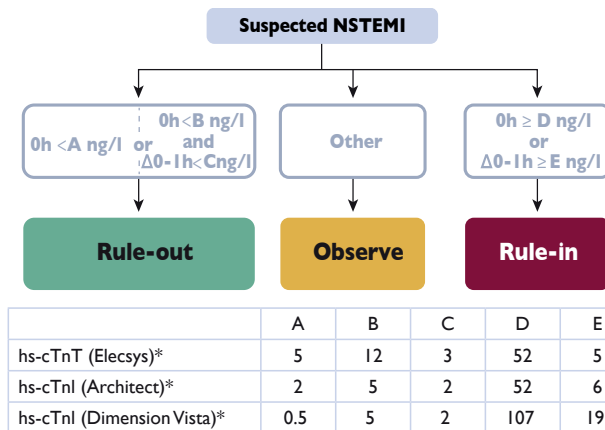 Suspected NSTEMI
0h <A ng/l or 0h<B ng/l
and
Δ0-1h<Cng/l
Other
0h ≥ D ng/l
or
Δ0-1h ≥E ng/l
Rule-out
Observe
Rule-in
A B C D E
hs-cTnT (Elecsys)* 5 12 3 52 5
hs-cTnI (Architect)* 2 5 2 52 6
hs-cTnI (Dimension Vista)* 0.5 5 2 107 19